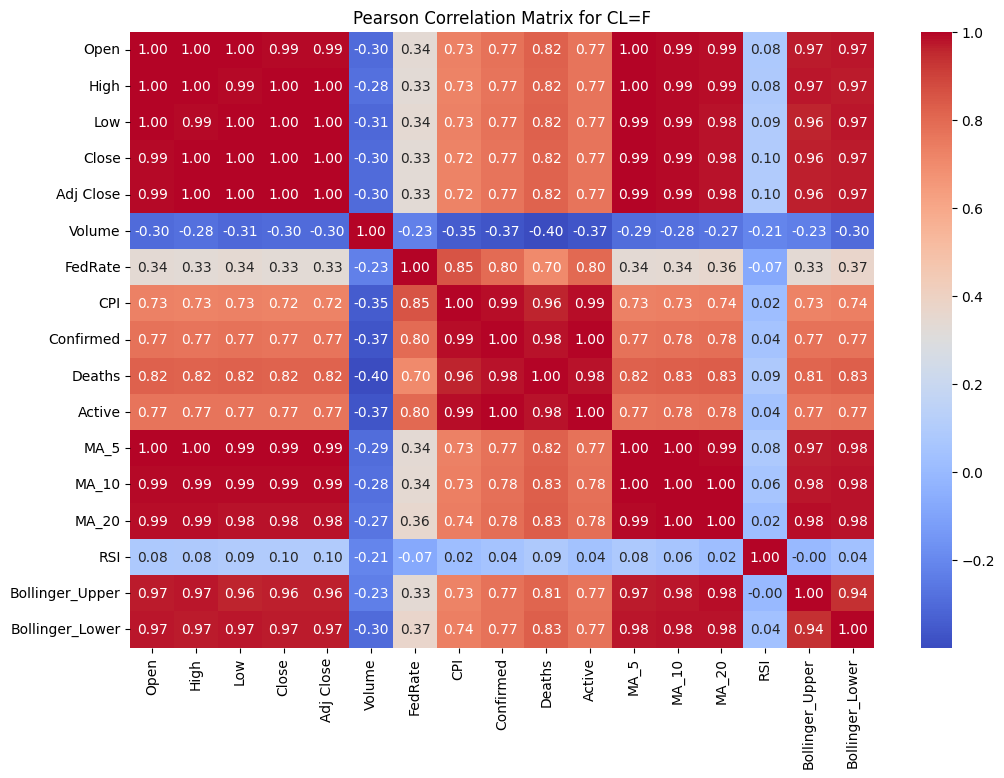 Pearson Correlation Matrix for CL=F
Open 1.00 1.00 1.00 0.99 0.99 -0.30 0.34 0.73 0.77 0.82 0.77 1.00 0.99 0.99 0.08 0.97 0.97
High 1.00 1.00 0.99 1.00 1.00 -0.28 0.33 0.73 0.77 0.82 0.77 1.00 0.99 0.99 0.08 0.97 0.97
Low 1.00 0.99 1.00 1.00 1.00 -0.31 0.34 0.73 0.77 0.82 0.77 0.99 0.99 0.98 0.09 0.96 0.97
Close 0.99 1.00 1.00 1.00 1.00 -0.30 0.33 0.72 0.77 0.82 0.77 0.99 0.99 0.98 0.10 0.96 0.97
Adj Close 0.99 1.00 1.00 1.00 1.00 -0.30 0.33 0.72 0.77 0.82 0.77 0.99 0.99 0.98 0.10 0.96 0.97
Volume -0.30 -0.28 -0.31 -0.30 -0.30 1.00 -0.23 -0.35 -0.37 -0.40 -0.37 -0.29 -0.28 -0.27 -0.21 -0.23 -0.30
FedRate 0.34 0.33 0.34 0.33 0.33 -0.23 1.00 0.85 0.80 0.70 0.80 0.34 0.34 0.36 -0.07 0.33 0.37
CPI 0.73 0.73 0.73 0.72 0.72 -0.35 0.85 1.00 0.99 0.96 0.99 0.73 0.73 0.74 0.02 0.73 0.74
Confirmed 0.77 0.77 0.77 0.77 0.77 -0.37 0.80 0.99 1.00 0.98 1.00 0.77 0.78 0.78 0.04 0.77 0.77
Deaths 0.82 0.82 0.82 0.82 0.82 -0.40 0.70 0.96 0.98 1.00 0.98 0.82 0.83 0.83 0.09 0.81 0.83
Active 0.77 0.77 0.77 0.77 0.77 -0.37 0.80 0.99 1.00 0.98 1.00 0.77 0.78 0.78 0.04 0.77 0.77
MA_5 1.00 1.00 0.99 0.99 0.99 -0.29 0.34 0.73 0.77 0.82 0.77 1.00 1.00 0.99 0.08 0.97 0.98
MA_10 0.99 0.99 0.99 0.99 0.99 -0.28 0.34 0.73 0.78 0.83 0.78 1.00 1.00 1.00 0.06 0.98 0.98
MA_20 0.99 0.99 0.98 0.98 0.98 -0.27 0.36 0.74 0.78 0.83 0.78 0.99 1.00 1.00 0.02 0.98 0.98
RSI 0.08 0.08 0.09 0.10 0.10 -0.21 -0.07 0.02 0.04 0.09 0.04 0.08 0.06 0.02 1.00 -0.00 0.04
Bollinger_Upper 0.97 0.97 0.96 0.96 0.96 -0.23 0.33 0.73 0.77 0.81 0.77 0.97 0.98 0.98 -0.00 1.00 0.94
Bollinger_Lower 0.97 0.97 0.97 0.97 0.97 -0.30 0.37 0.74 0.77 0.83 0.77 0.98 0.98 0.98 0.04 0.94 1.00
Open
High
Low
Close
Adj Close
Volume
FedRate
CPI
Confirmed
Deaths
Active
MA_5
MA_10
MA_20
RSI
Bollinger_Upper
Bollinger_Lower
1.0
0.8
0.6
0.4
0.2
0.0
−0.2